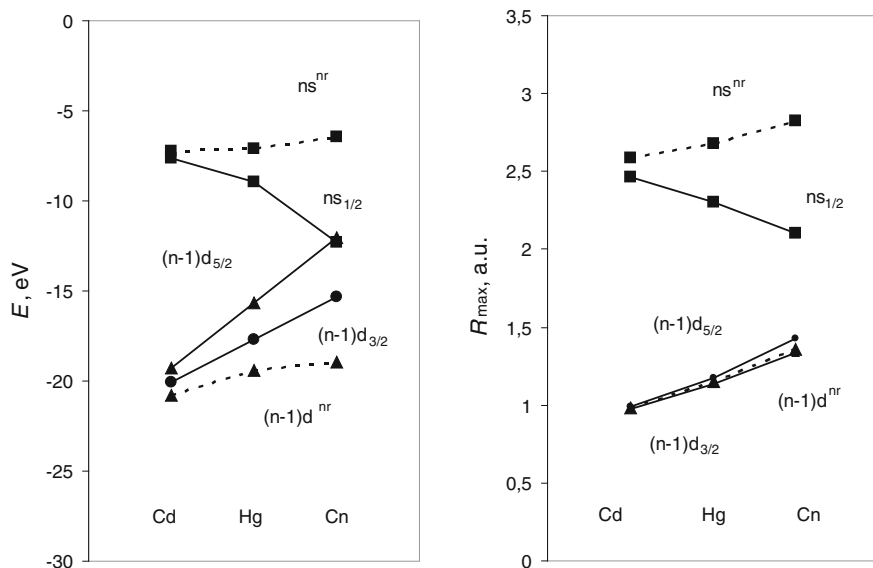 0
-5
-10
-15
-20
-25
-30
E, eV
ns^nr
ns_1/2
(n-1)d_5/2
(n-1)d_3/2
(n-1)d ^nr
Cd Hg Cn
3,5
3
2,5
2
1,5
1
0,5
0
R_max, a.u.
ns^nr
ns_1/2
(n-1)d_5/2
(n-1)d^nr
(n-1)d_3/2
Cd Hg Cn